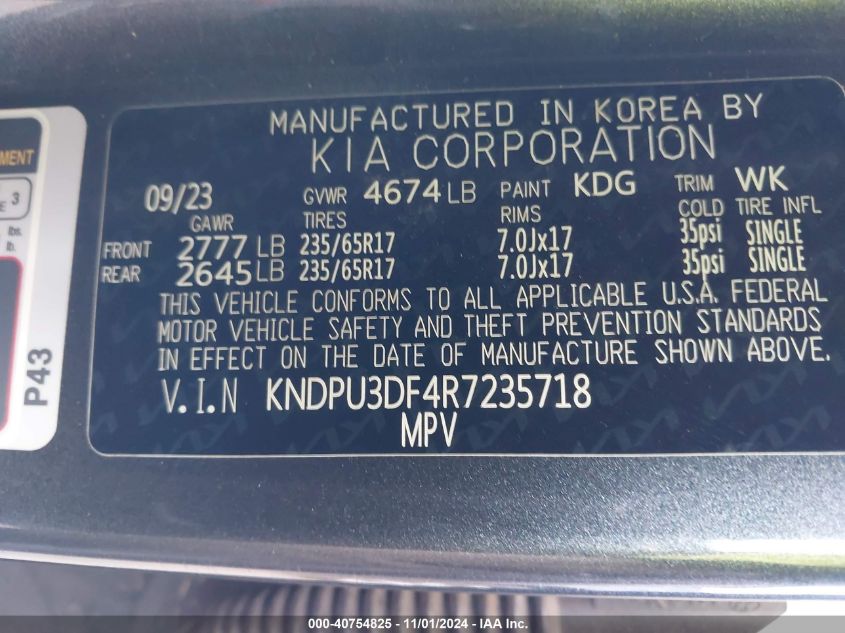 MANUFACTURED IN KOREA BY
KIA CORPORATION
09/23 GVWR 4674 LB PAINT KDG TRIM WK
GAWR TIRES RIMS COLD TIRE INFL
FRONT 2777 LB 235/65R17 7.0Jx17 35psi SINGLE
REAR 2645 LB 235/65R17 7.0Jx17 35psi SINGLE
THIS VEHICLE CONFORMS TO ALL APPLICABLE U.S.A. FEDERAL
MOTOR VEHICLE SAFETY AND THEFT PREVENTION STANDARDS
IN EFFECT ON THE DATE OF MANUFACTURE SHOWN ABOVE.
V.I.N KNDPU3DF4R7235718
MPV
3
lbs.
lb.
P43
000-40754825 - 11/01/2024 - IAA Inc.